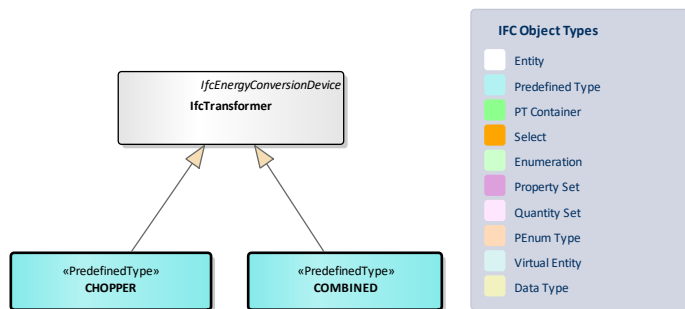 IfcEnergyConversionDevice
IfcTransformer
«PredefinedType»
CHOPPER
«PredefinedType»
COMBINED
IFC Object Types
Entity
Predefined Type
PT Container
Select
Enumeration
Property Set
Quantity Set
PEnum Type
Virtual Entity
Data Type